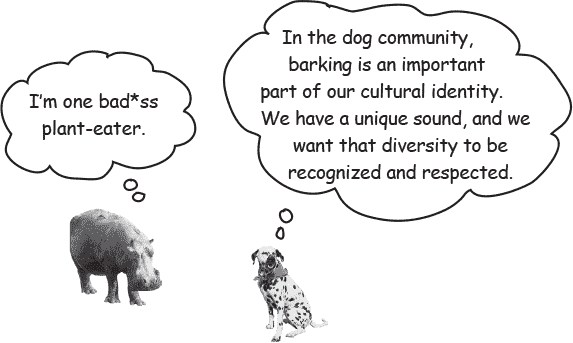 I'm one bad*ss
plant-eater.
In the dog community,
barking is an important
part of our cultural identity.
We have a unique sound, and we
want that diversity to be
recognized and respected.